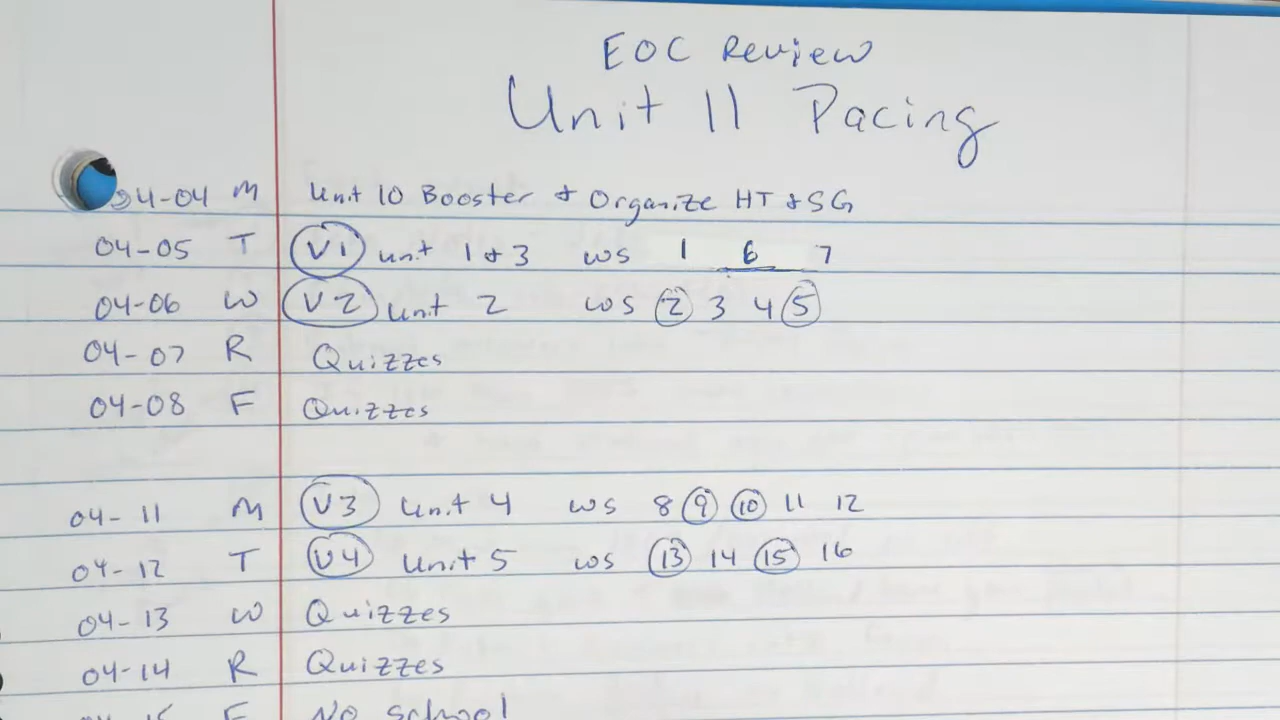 EOC Review
Unit 11 Pacing
04-04 M Unit 10 Booster & Organize HT & SG
04-05 T V1 Unit 1 & 3 WS 1 6 7
04-06 W V2 Unit 2 WS 2 3 4 5
04-07 R Quizzes
04-08 F Quizzes
04-11 M V3 Unit 4 WS 8 9 10 11 12
04-12 T V4 Unit 5 WS 13 14 15 16
04-13 W Quizzes
04-14 R Quizzes
04-15 F No school